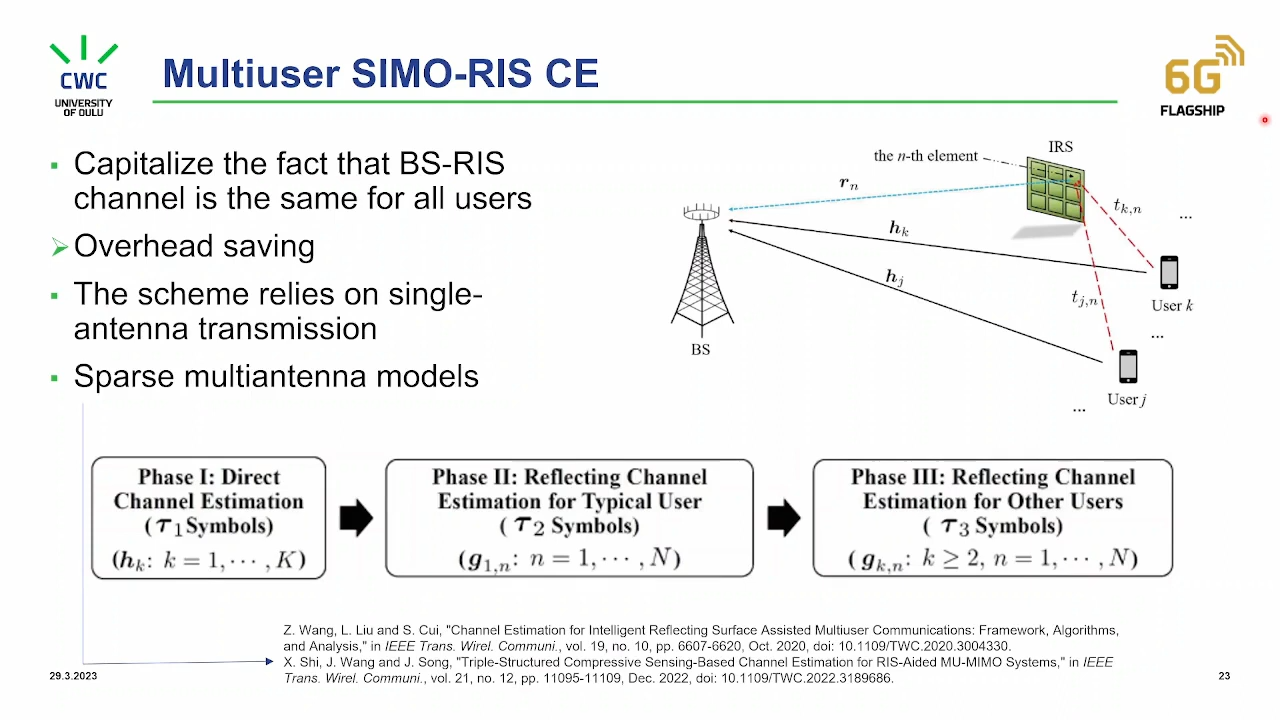 CWC
UNIVERSITY
OF OULU
Multiuser SIMO-RIS CE
6G
FLAGSHIP
▪ Capitalize the fact that BS-RIS
channel is the same for all users
➢ Overhead saving
▪ The scheme relies on single-
antenna transmission
▪ Sparse multiantenna models
IRS
the n-th element
r_n
t_{k,n}
...
h_k
h_j
User k
t_{j,n}
...
BS
User j
...
Phase I: Direct
Channel Estimation
(τ_1 Symbols)
(h_k: k = 1, ⋯, K)
Phase II: Reflecting Channel
Estimation for Typical User
( τ_2 Symbols)
(g_{1,n}: n = 1, ⋯, N)
Phase III: Reflecting Channel
Estimation for Other Users
( τ_3 Symbols)
( g_{k,n}: k ≥ 2, n = 1, ⋯, N)
Z. Wang, L. Liu and S. Cui, "Channel Estimation for Intelligent Reflecting Surface Assisted Multiuser Communications: Framework, Algorithms,
and Analysis," in IEEE Trans. Wirel. Communi., vol. 19, no. 10, pp. 6607-6620, Oct. 2020, doi: 10.1109/TWC.2020.3004330.
X. Shi, J. Wang and J. Song, "Triple-Structured Compressive Sensing-Based Channel Estimation for RIS-Aided MU-MIMO Systems," in IEEE
Trans. Wirel. Communi., vol. 21, no. 12, pp. 11095-11109, Dec. 2022, doi: 10.1109/TWC.2022.3189686.
29.3.2023
23